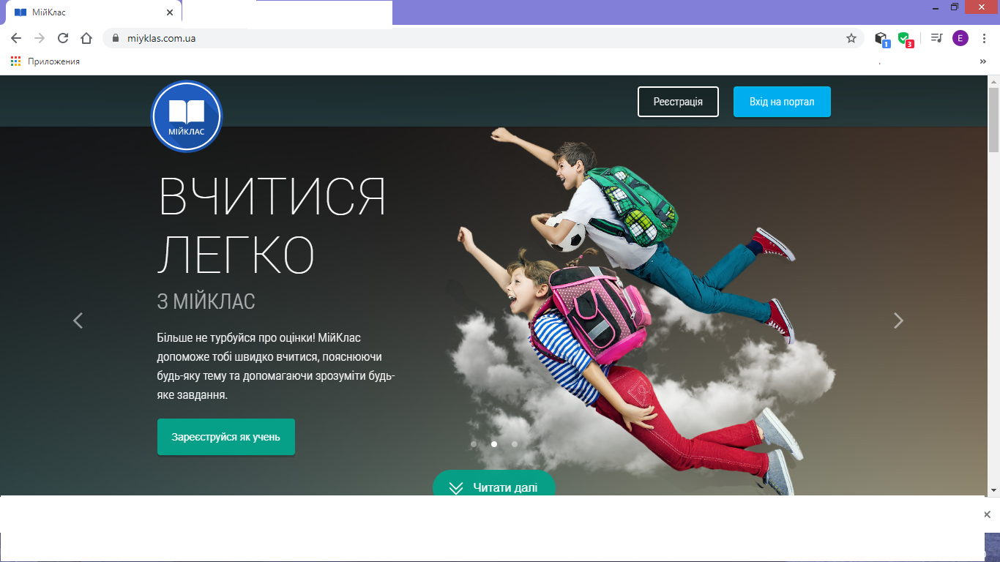 МійКлас
miyklas.com.ua
E
1
3
Приложения
МІЙКЛАС
Реєстрація
Вхід на портал
ВЧИТИСЯ
ЛЕГКО
З МІЙКЛАС
Більше не турбуйся про оцінки! МійКлас
допоможе тобі швидко вчитися, пояснюючи
будь-яку тему та допомагаючи зрозуміти будь-
яке завдання.
Зареєструйся як учень
Читати далі